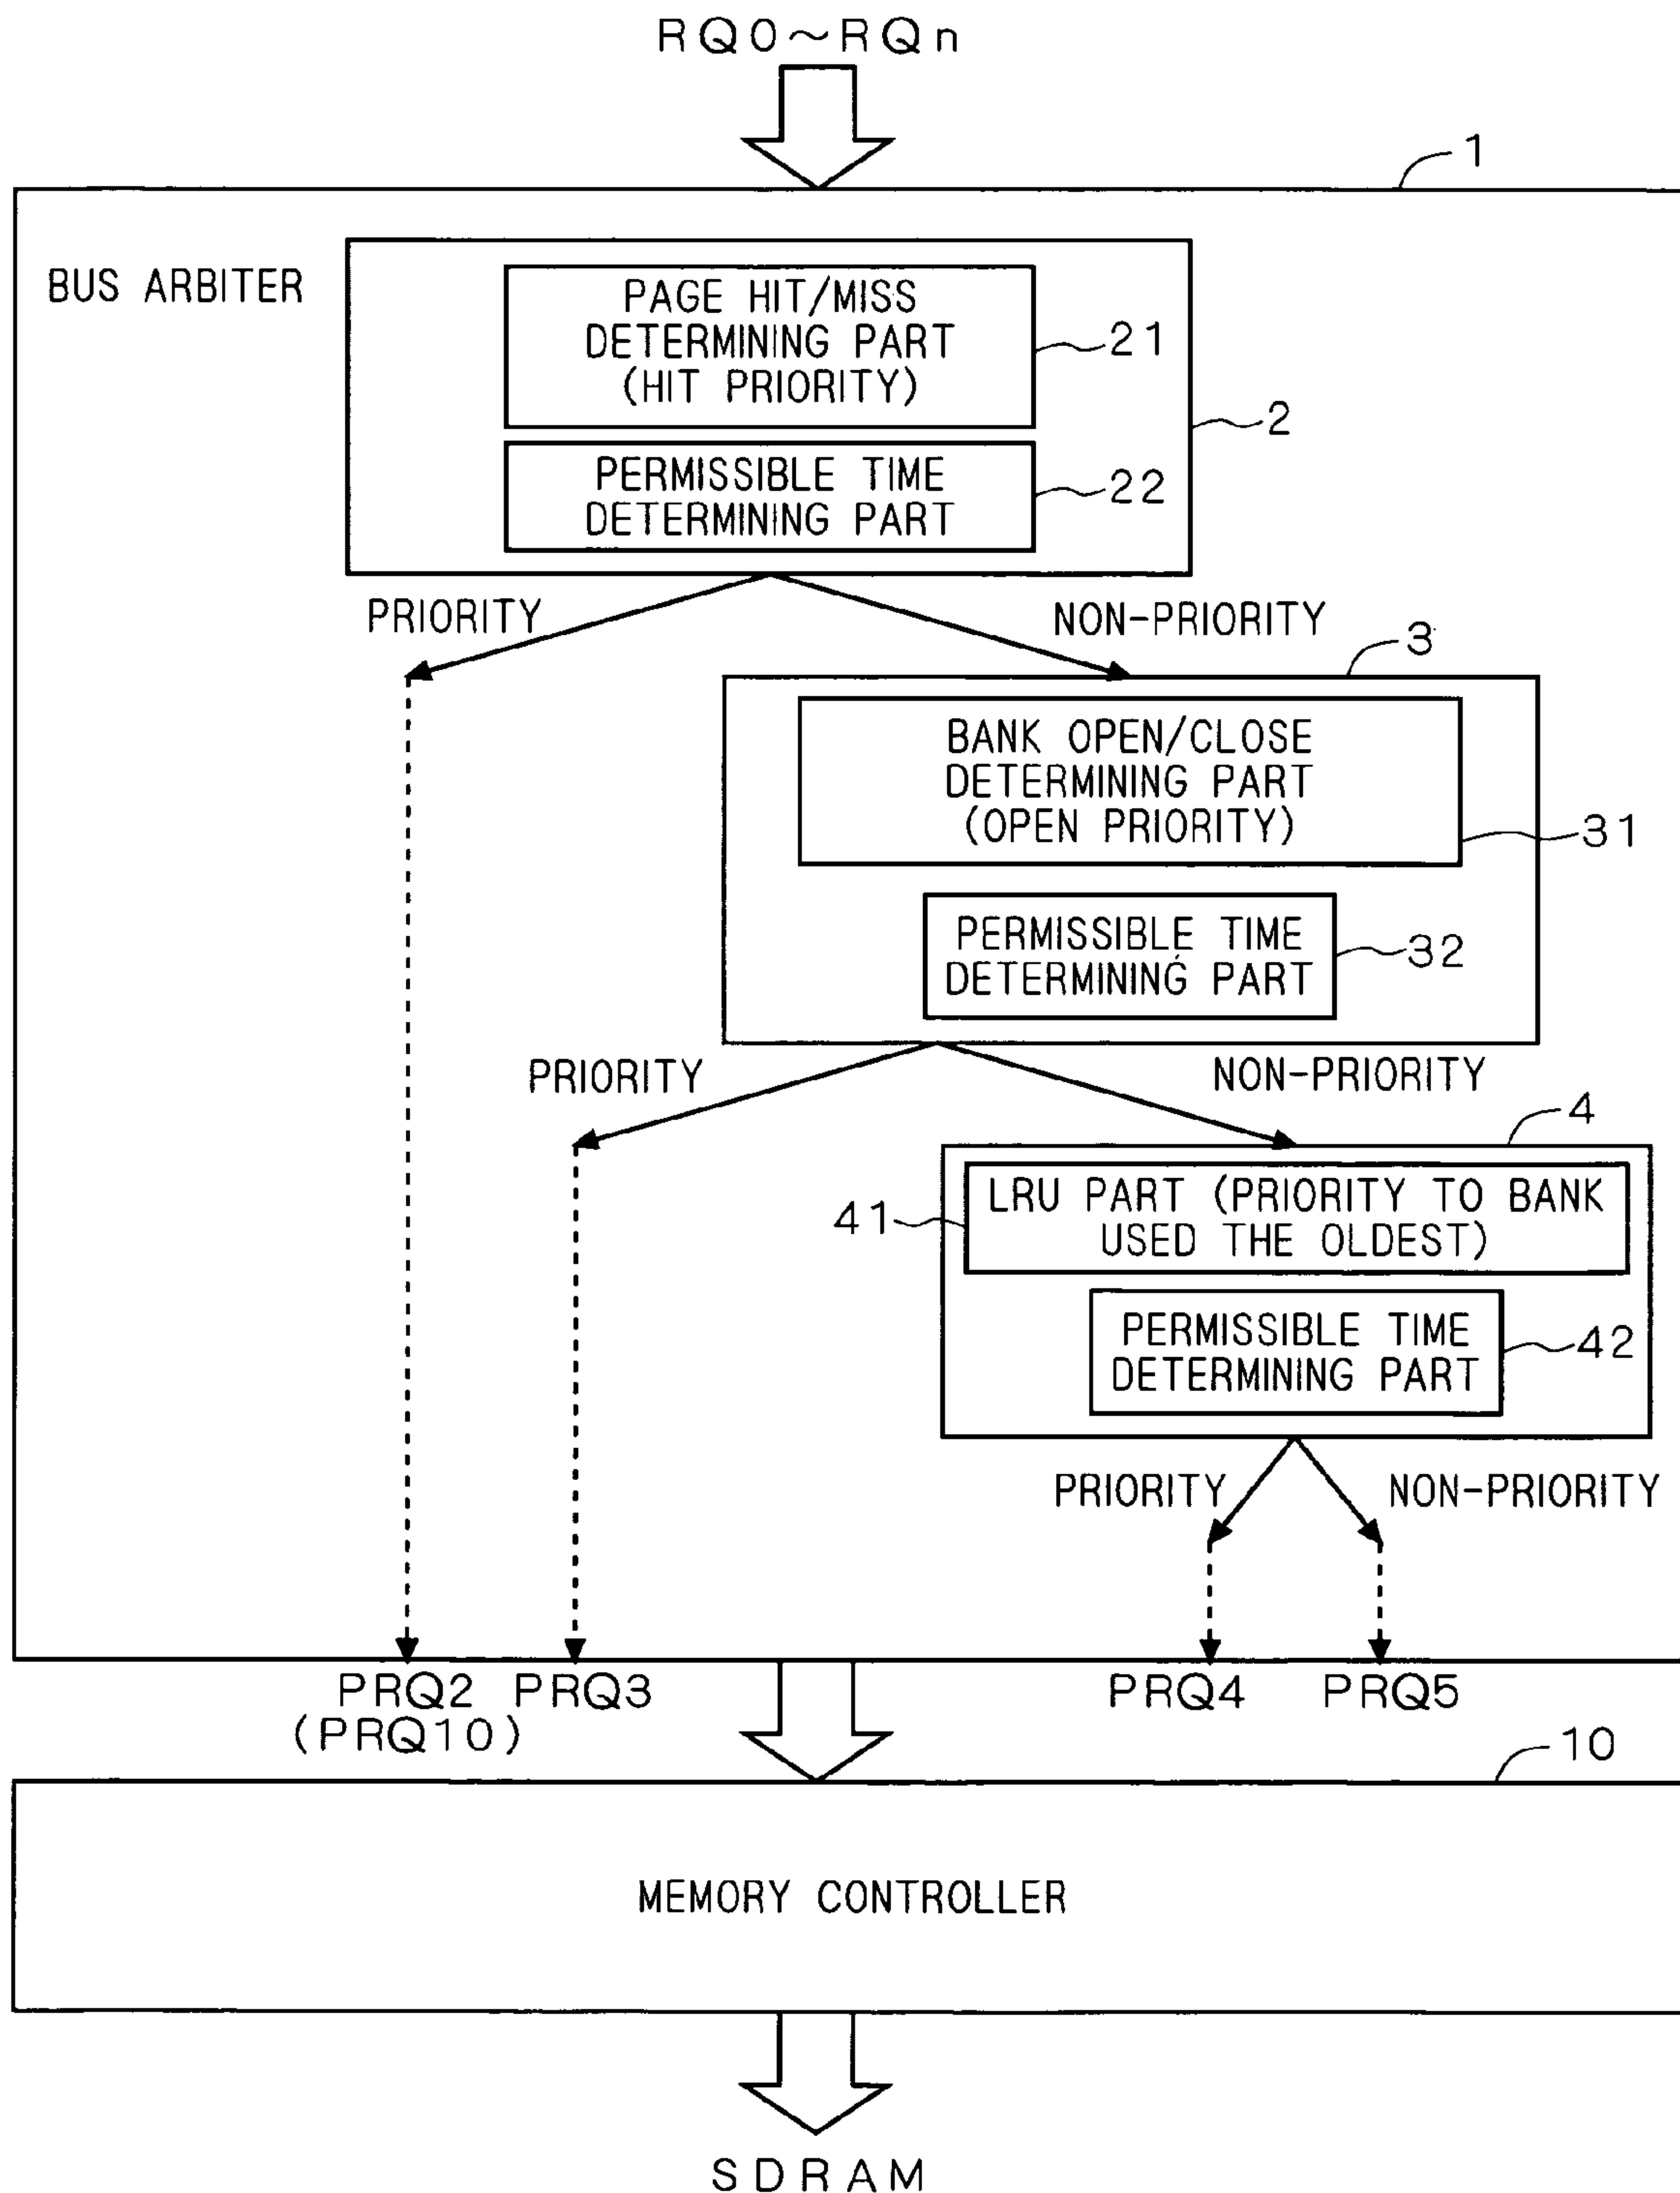 RQ0~RQn
1
BUS ARBITER
PAGE HIT/MISS
DETERMINING PART
(HIT PRIORITY)
21
2
PERMISSIBLE TIME
DETERMINING PART
22
PRIORITY
NON-PRIORITY
3
BANK OPEN/CLOSE
DETERMINING PART
(OPEN PRIORITY)
31
PERMISSIBLE TIME
DETERMINING PART
32
PRIORITY
NON-PRIORITY
4
41
LRU PART (PRIORITY TO BANK
USED THE OLDEST)
PERMISSIBLE TIME
DETERMINING PART
42
PRIORITY
NON-PRIORITY
PRQ2
(PRQ10)
PRQ3
PRQ4
PRQ5
10
MEMORY CONTROLLER
SDRAM